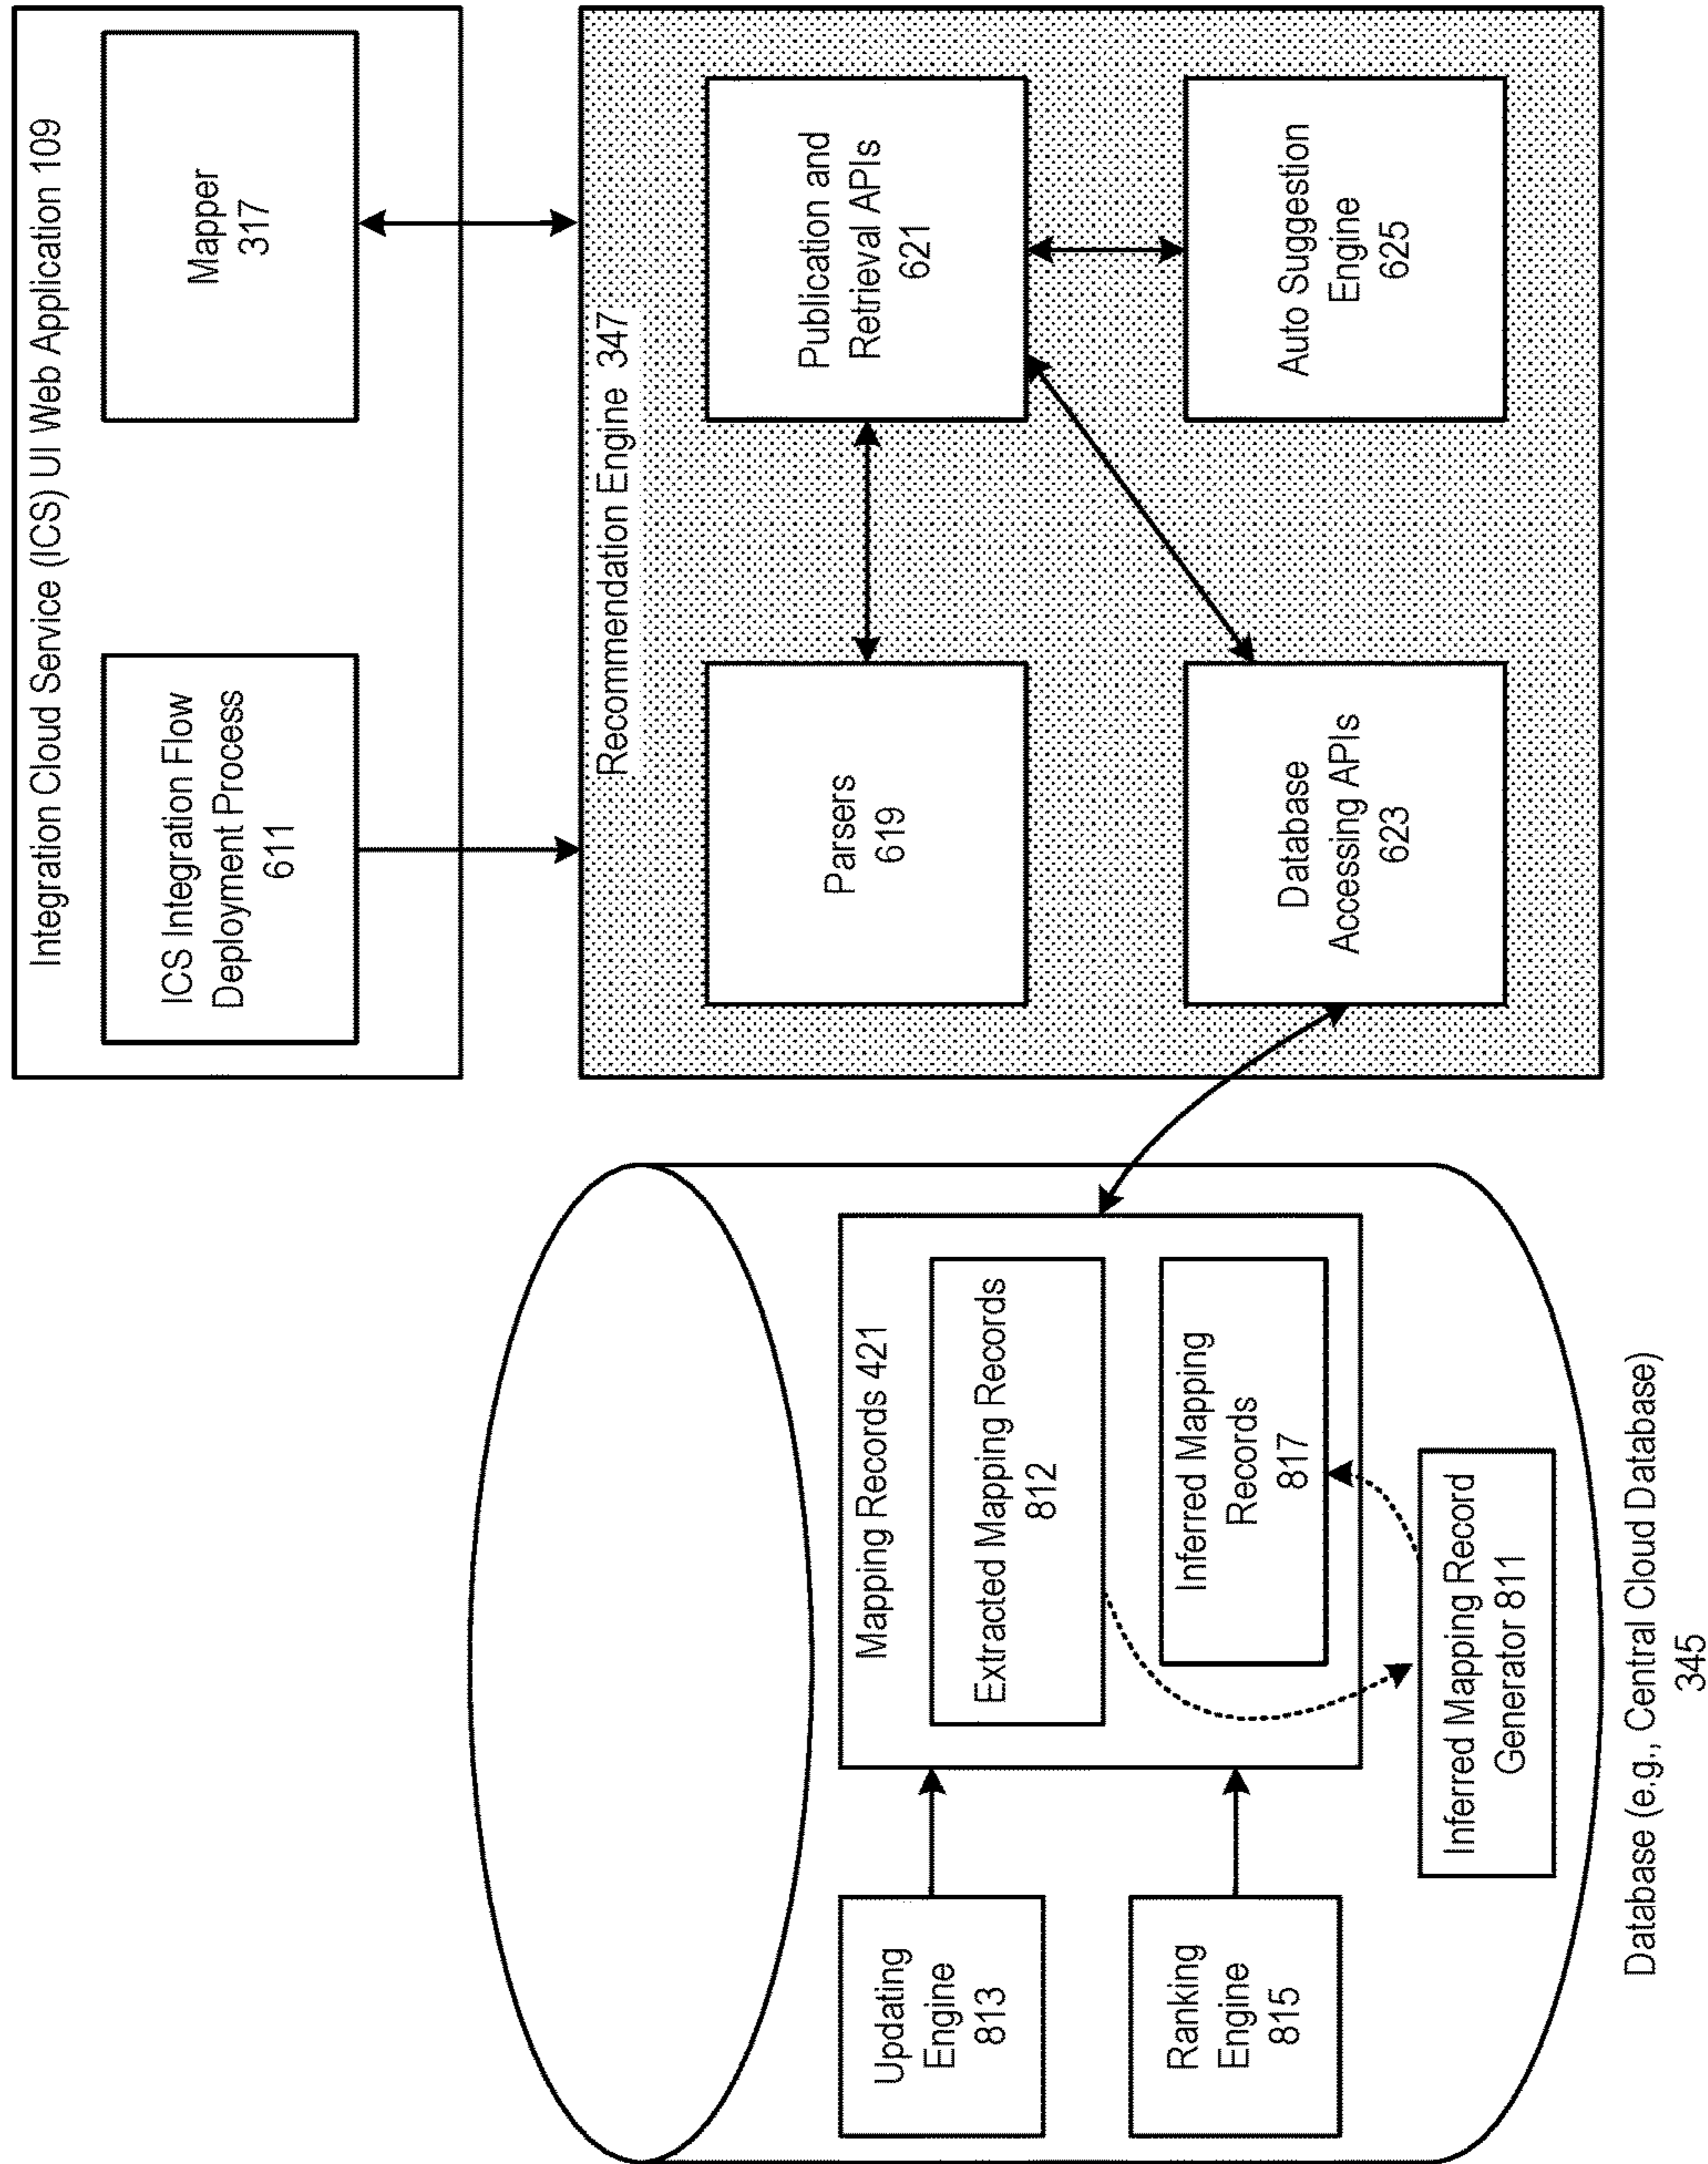 Integration Cloud Service (ICS) UI Web Application 109
ICS Integration Flow
Deployment Process
611
Mapper
317
Recommendation Engine 347
Parsers
619
Publication and
Retrieval APIs
621
Database
Accessing APIs
623
Auto Suggestion
Engine
625
Updating
Engine
813
Ranking
Engine
815
Mapping Records 421
Extracted Mapping Records
812
Inferred Mapping
Records
817
Inferred Mapping Record
Generator 811
Database (e.g., Central Cloud Database)
345